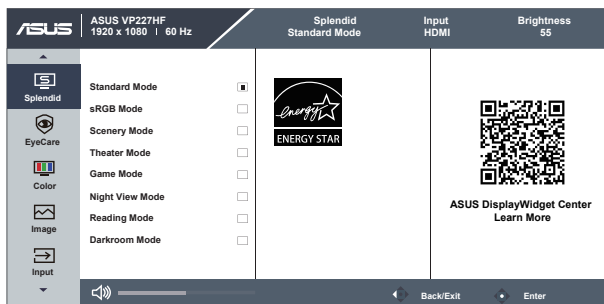 ASUS
ASUS VP227HF
1920 x 1080 | 60 Hz
Splendid
Standard Mode
Input
HDMI
Brightness
55
Splendid
EyeCare
Color
Image
Input
Standard Mode
sRGB Mode
Scenery Mode
Theater Mode
Game Mode
Night View Mode
Reading Mode
Darkroom Mode
energy
ENERGY STAR
ASUS DisplayWidget Center
Learn More
Back/Exit
Enter